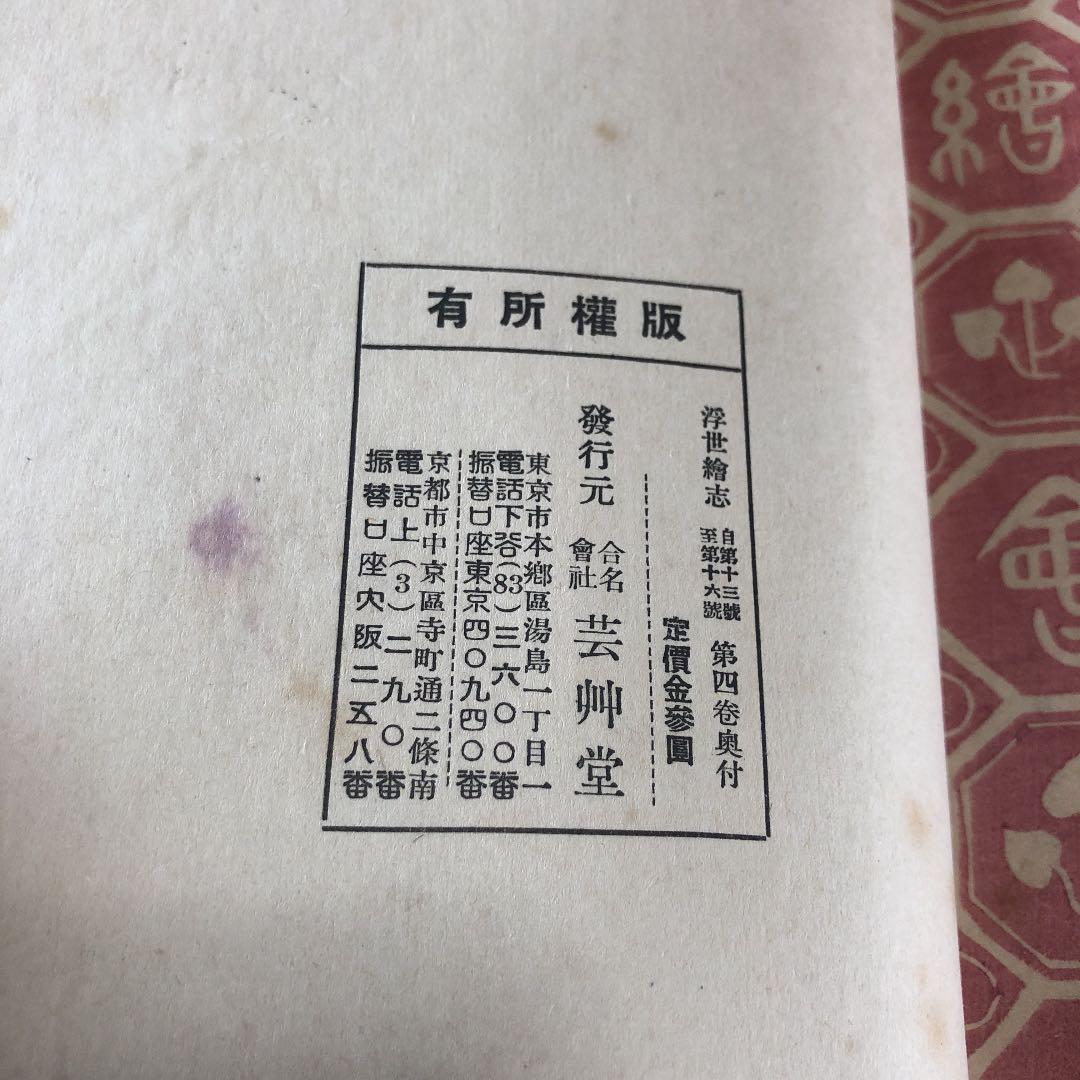 版權所有
浮世繪志 自第十三號 至第十六號 第四卷奧付
定價金參圓
發行元 合名會社 芸艸堂
東京市本鄕區湯島一丁目一
電話下谷(83)三六〇〇番
振替口座東京四〇九四〇番
京都市中京區寺町通二條南
電話上(3)二九〇番
振替口座大阪二五八番
繪